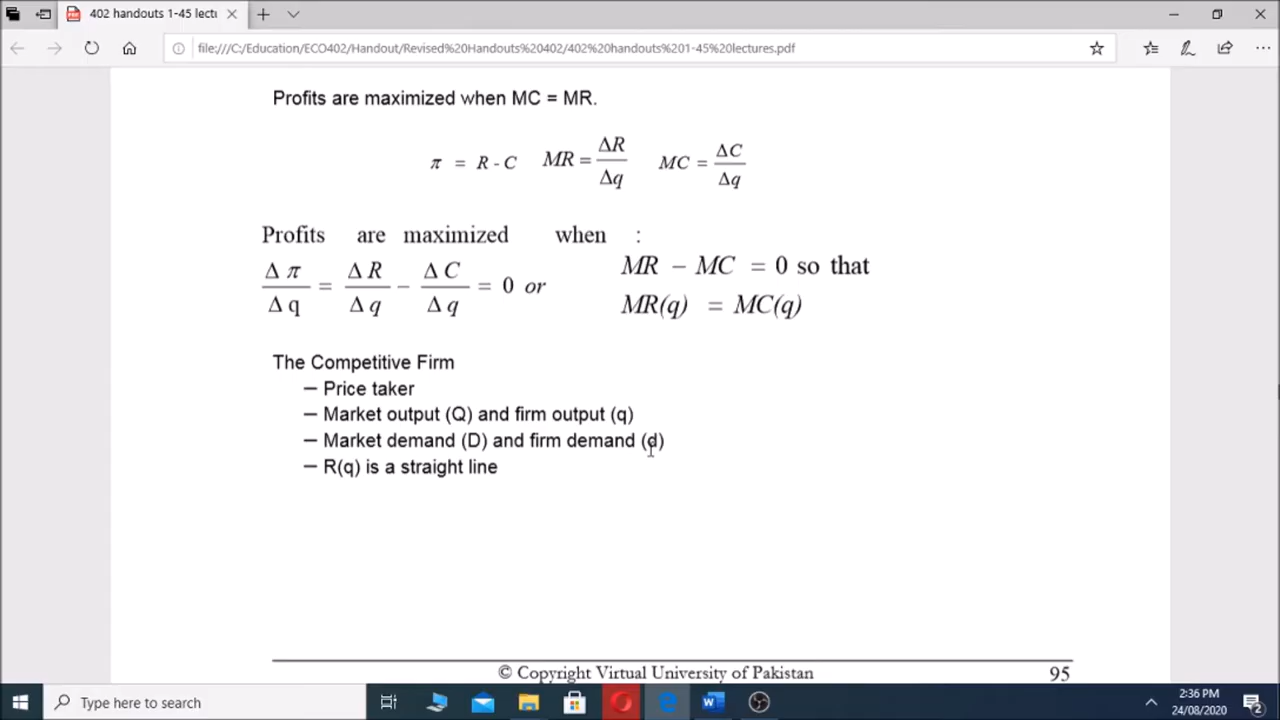 402 handouts 1-45 lectu
file:///C:/Education/ECO402/Handout/Revised%20Handouts%20402/402%20handouts%201-45%20lectures.pdf
Profits are maximized when MC = MR.
π = R - C MR = ΔR/Δq MC = ΔC/Δq
Profits are maximized when :
Δπ/Δq = ΔR/Δq − ΔC/Δq = 0 or
MR − MC = 0 so that
MR(q) = MC(q)
The Competitive Firm
– Price taker
– Market output (Q) and firm output (q)
– Market demand (D) and firm demand (d)
– R(q) is a straight line
© Copyright Virtual University of Pakistan 95
Type here to search
2:36 PM
24/08/2020
2